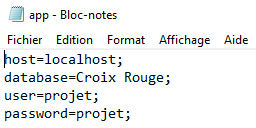 app - Bloc-notes
Fichier Edition Format Affichage Aide
host=localhost;
database=Croix Rouge;
user=projet;
password=projet;